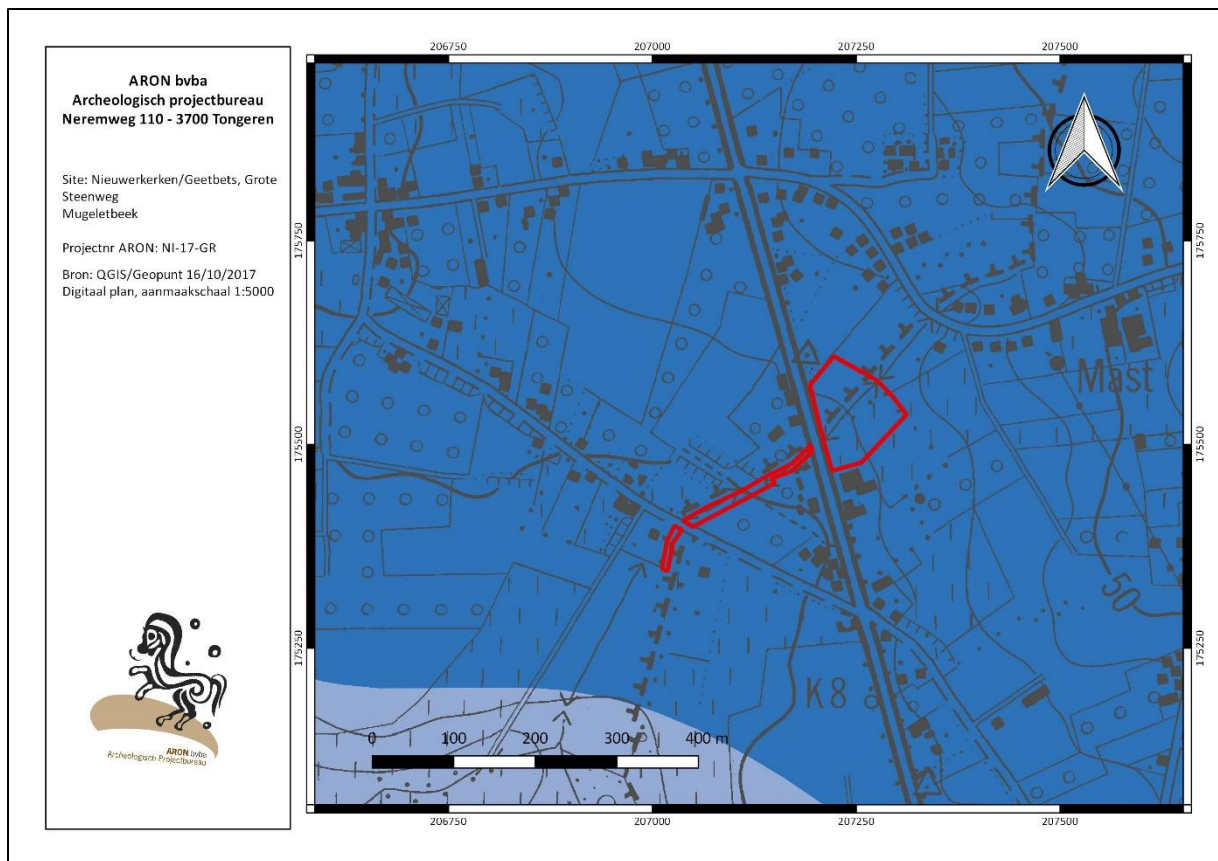 ARON bvba
Archeologisch projectbureau
Neremweg 110 - 3700 Tongeren
Site: Nieuwerkerken/Geetbets, Grote
Steenweg
Mugeletbeek
Projectnr ARON: NI-17-GR
Bron: QGIS/Geopunt 16/10/2017
Digitaal plan, aanmaakschaal 1:5000
ARON bvba
Archeologisch Projectbureau
206750 207000 207250 207500
175750 175750
Mast
175500 175500
50
175250 175250
K8
0 100 200 300 400 m
206750 207000 207250 207500